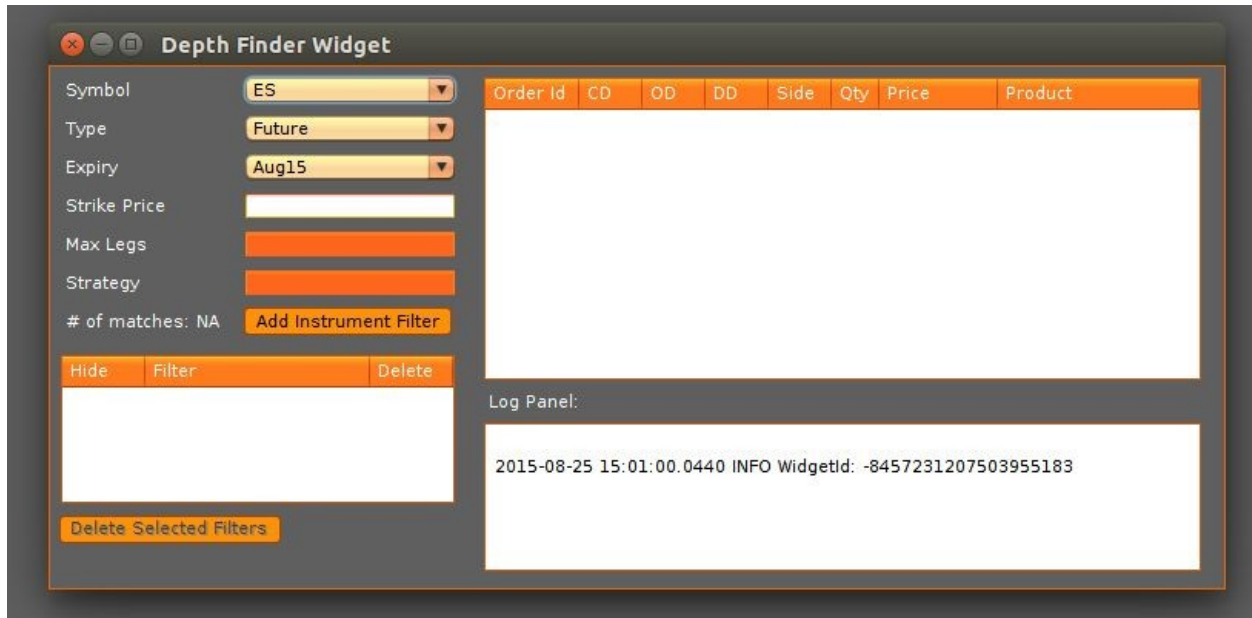 Depth Finder Widget
Symbol ES
Type Future
Expiry Aug15
Strike Price
Max Legs
Strategy
# of matches: NA Add Instrument Filter
Hide Filter Delete
Delete Selected Filters
Order Id CD OD DD Side Qty Price Product
Log Panel:
2015-08-25 15:01:00.0440 INFO WidgetId: -8457231207503955183